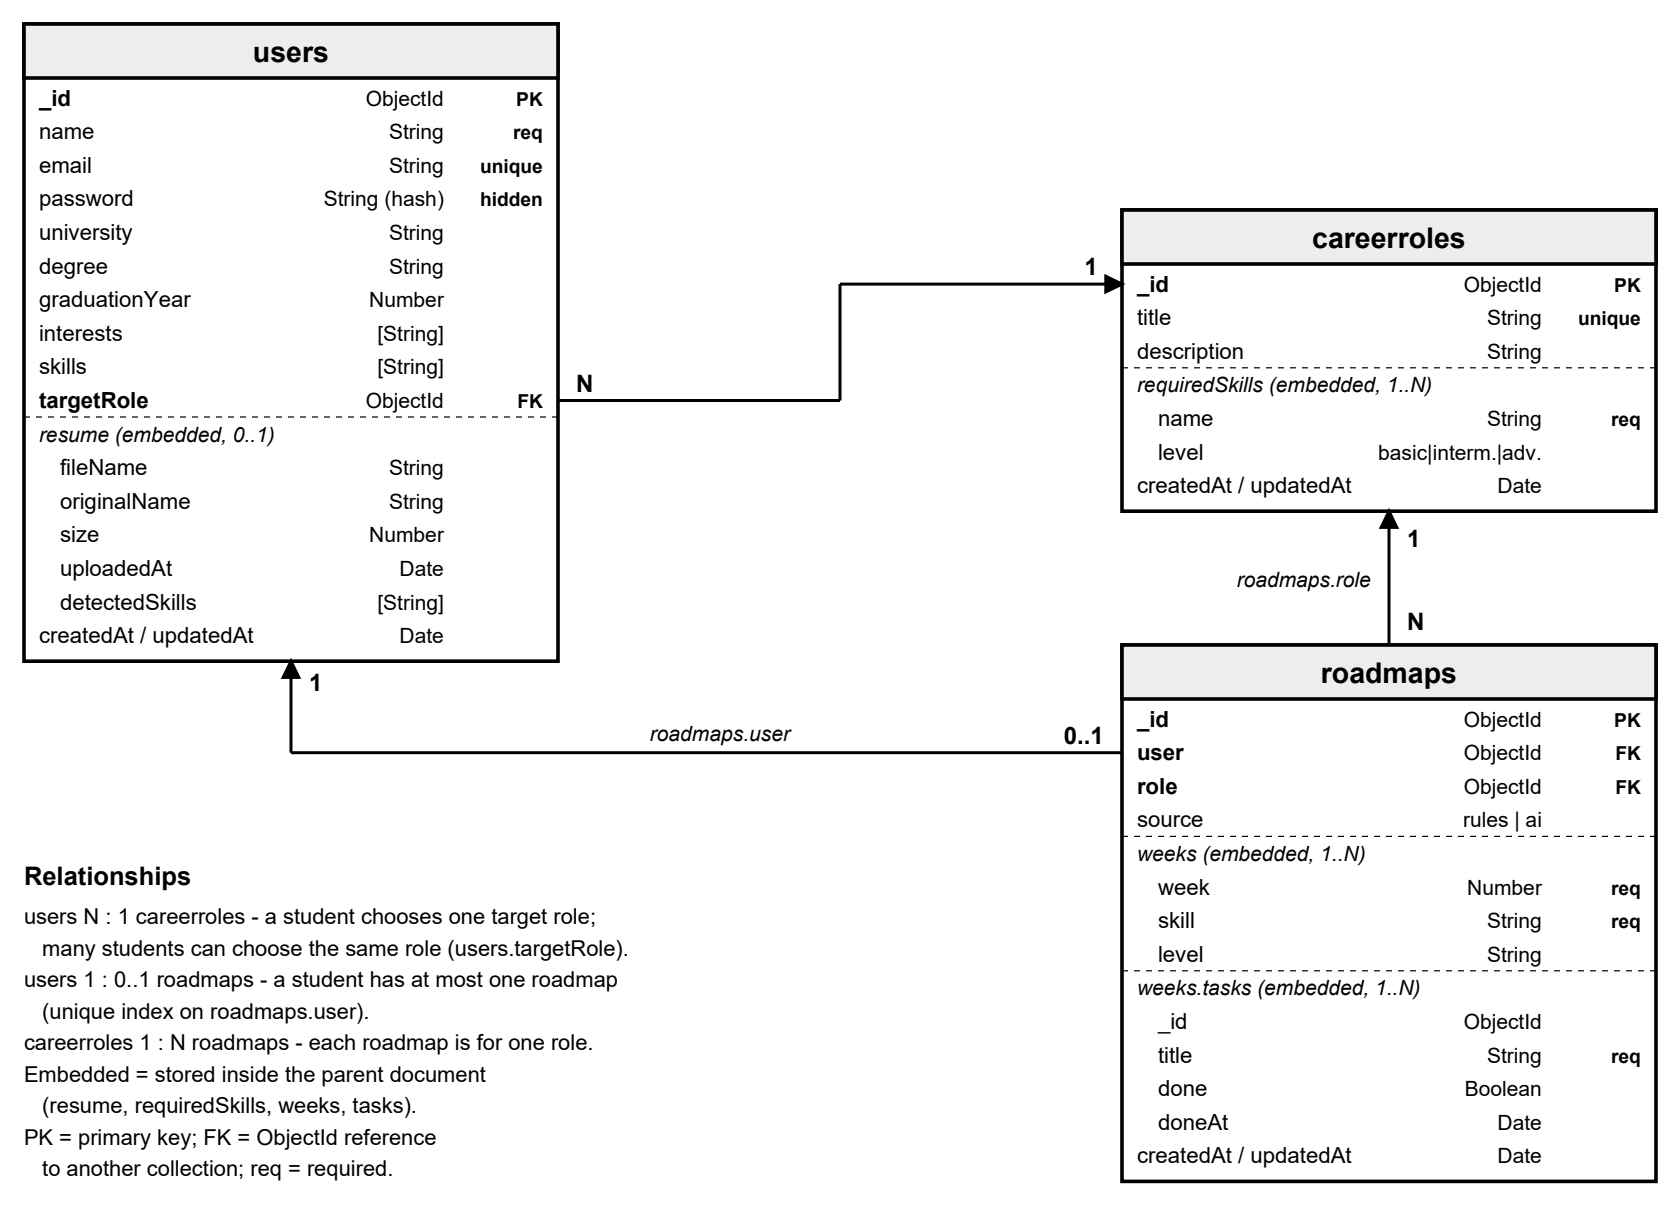 users
_id ObjectId PK
name String req
email String unique
password String (hash) hidden
university String
degree String
graduationYear Number
interests [String]
skills [String]
targetRole ObjectId FK
resume (embedded, 0..1)
fileName String
originalName String
size Number
uploadedAt Date
detectedSkills [String]
createdAt / updatedAt Date
N
1
careerroles
_id ObjectId PK
title String unique
description String
requiredSkills (embedded, 1..N)
name String req
level basic|interm.|adv.
createdAt / updatedAt Date
1
roadmaps.role
N
1
roadmaps.user
0..1
roadmaps
_id ObjectId PK
user ObjectId FK
role ObjectId FK
source rules | ai
weeks (embedded, 1..N)
week Number req
skill String req
level String
weeks.tasks (embedded, 1..N)
_id ObjectId
title String req
done Boolean
doneAt Date
createdAt / updatedAt Date
Relationships
users N : 1 careerroles - a student chooses one target role;
many students can choose the same role (users.targetRole).
users 1 : 0..1 roadmaps - a student has at most one roadmap
(unique index on roadmaps.user).
careerroles 1 : N roadmaps - each roadmap is for one role.
Embedded = stored inside the parent document
(resume, requiredSkills, weeks, tasks).
PK = primary key; FK = ObjectId reference
to another collection; req = required.